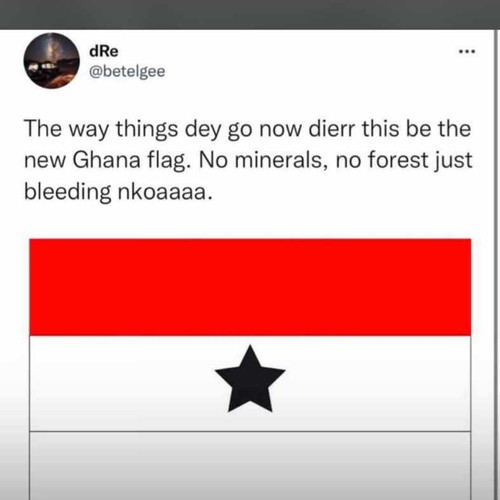 dRe
@betelgee
The way things dey go now dierr this be the
new Ghana flag. No minerals, no forest just
bleeding nkoaaaa.